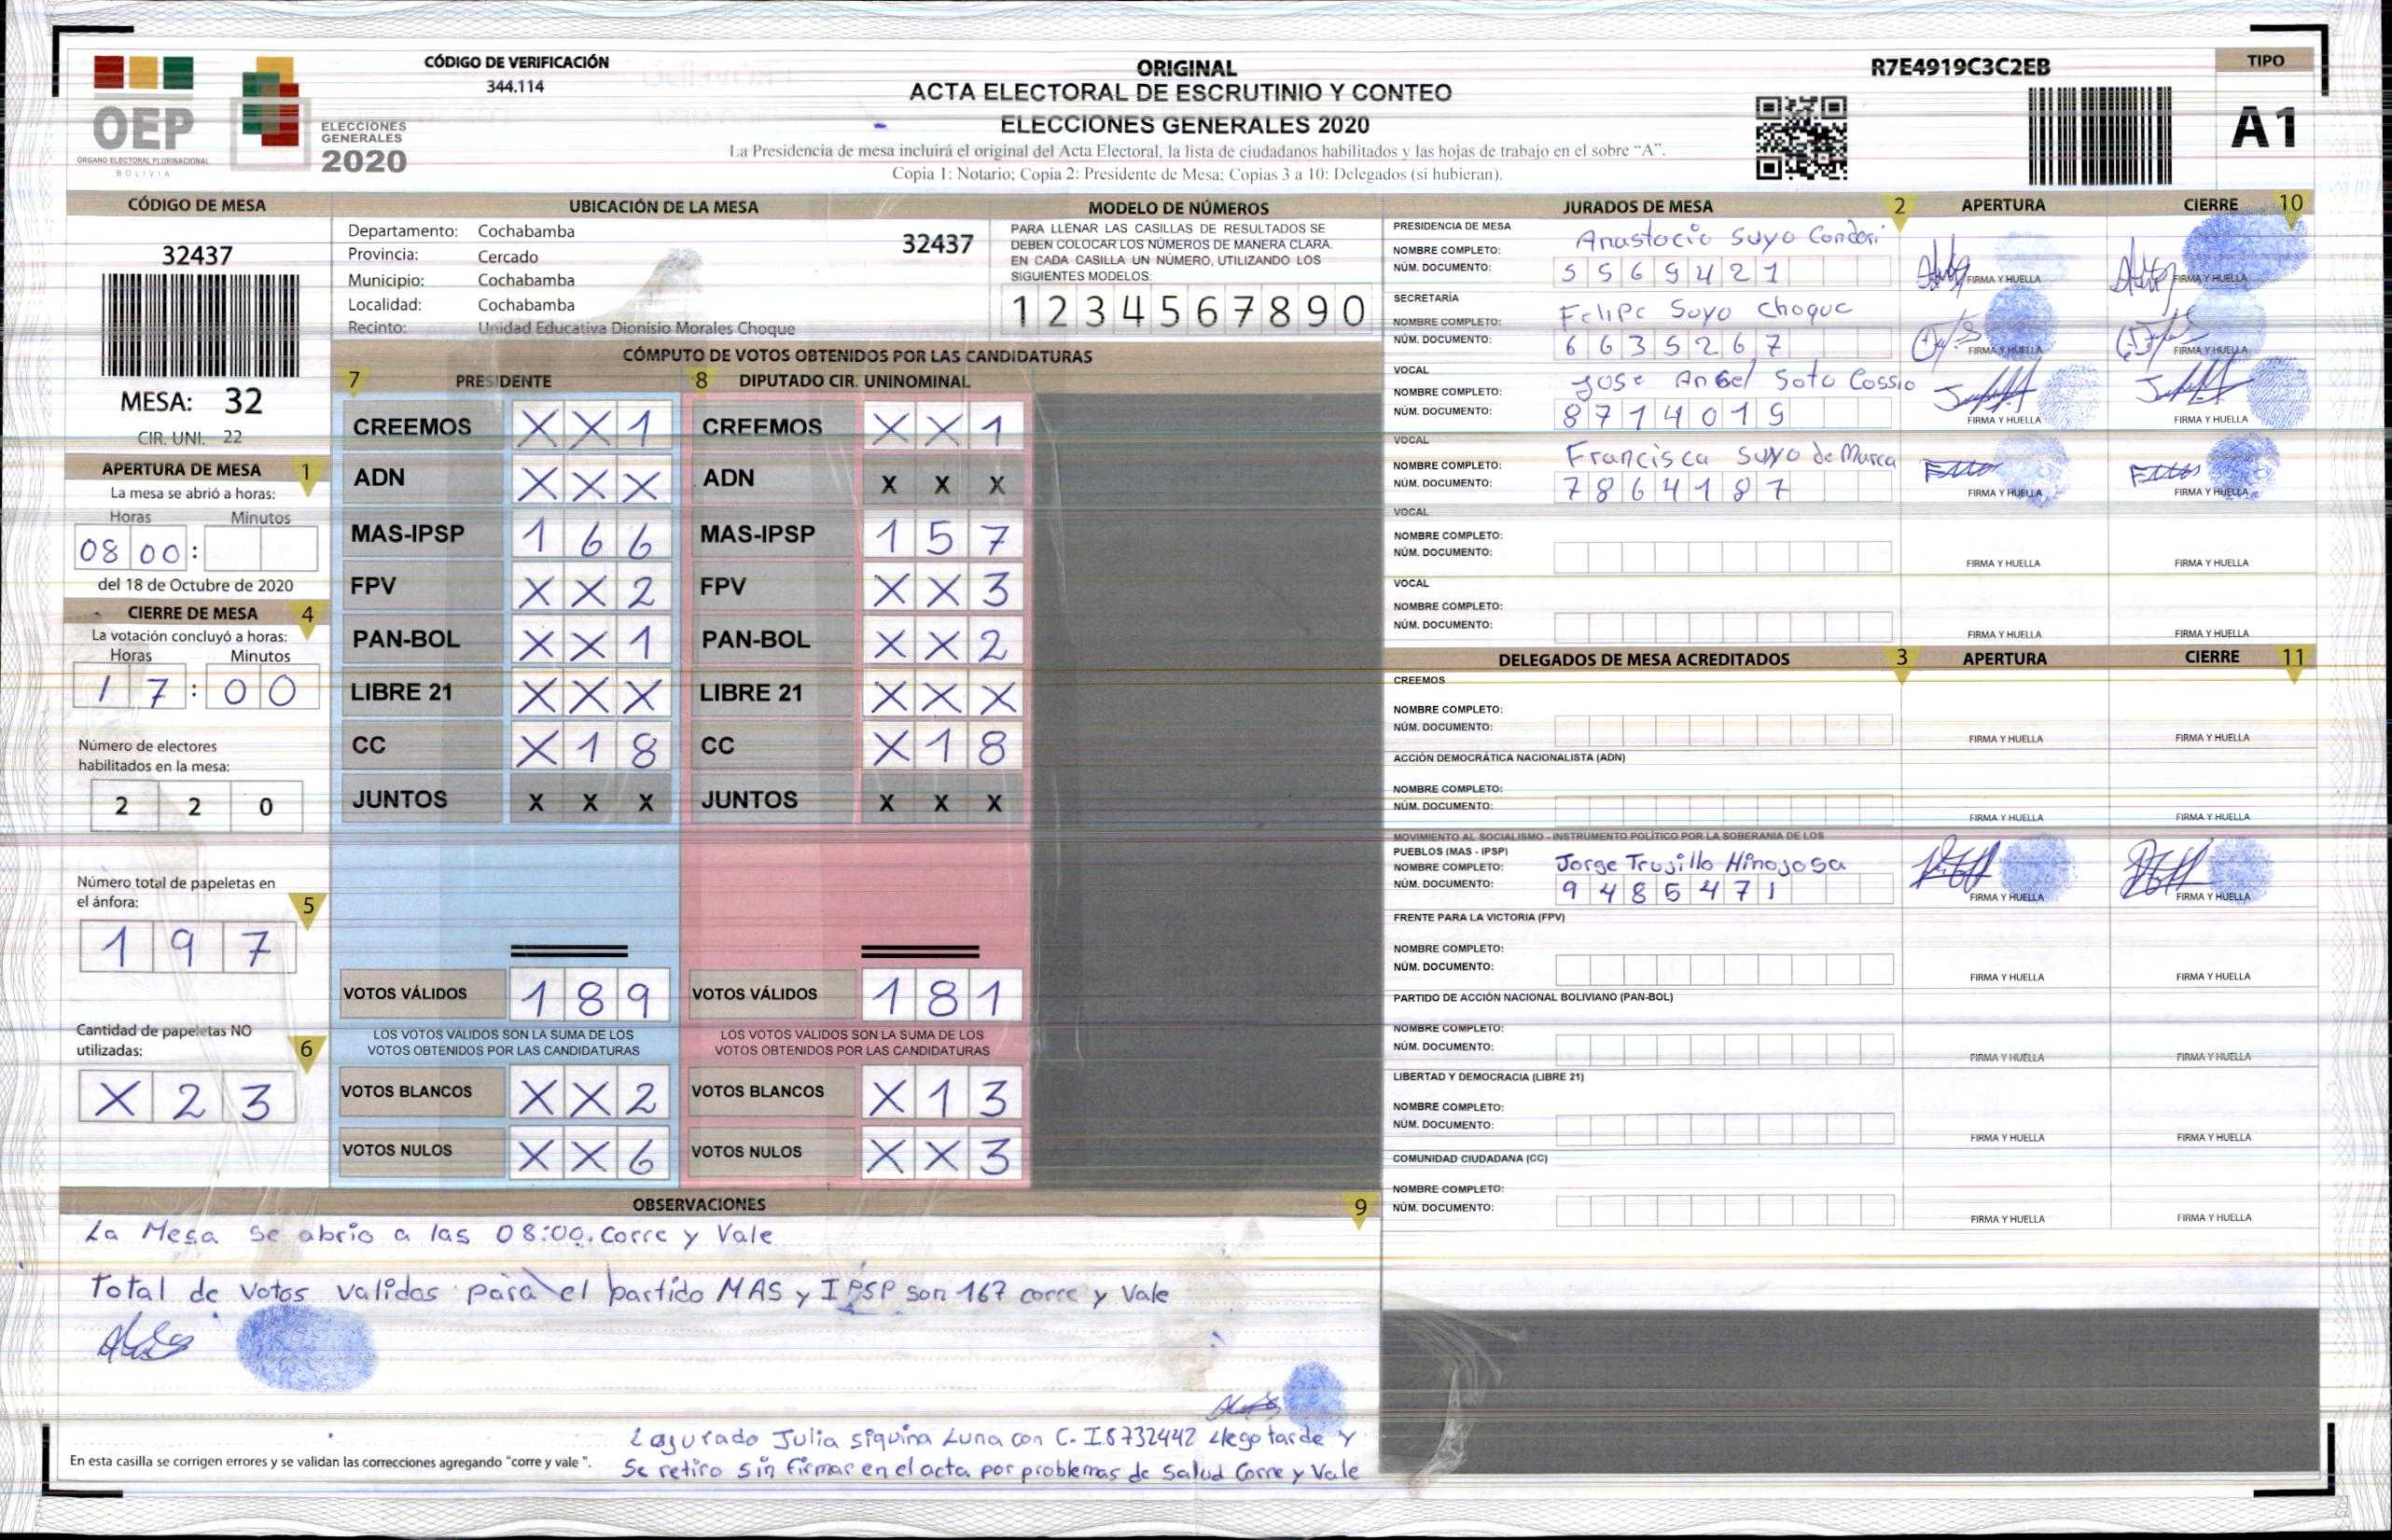 OEP
ÓRGANO ELECTORAL PLURINACIONAL
BOLIVIA
ELECCIONES
GENERALES
2020
CÓDIGO DE VERIFICACIÓN
344.114
ORIGINAL
ACTA ELECTORAL DE ESCRUTINIO Y CONTEO
ELECCIONES GENERALES 2020
La Presidencia de mesa incluirá el original del Acta Electoral, la lista de ciudadanos habilitados y las hojas de trabajo en el sobre “A”.
Copia 1: Notario; Copia 2: Presidente de Mesa; Copias 3 a 10: Delegados (si hubieran).
R7E4919C3C2EB
TIPO
A1
CÓDIGO DE MESA
32437
MESA: 32
CIR. UNI. 22
APERTURA DE MESA 1
La mesa se abrió a horas:
Horas Minutos
08 00 :
del 18 de Octubre de 2020
CIERRE DE MESA 4
La votación concluyó a horas:
Horas Minutos
1 7 : 0 0
Número de electores
habilitados en la mesa:
2 2 0
Número total de papeletas en
el ánfora: 5
1 9 7
Cantidad de papeletas NO
utilizadas: 6
X 2 3
UBICACIÓN DE LA MESA
Departamento: Cochabamba
Provincia: Cercado
Municipio: Cochabamba
Localidad: Cochabamba
Recinto: Unidad Educativa Dionisio Morales Choque
32437
MODELO DE NÚMEROS
PARA LLENAR LAS CASILLAS DE RESULTADOS SE
DEBEN COLOCAR LOS NÚMEROS DE MANERA CLARA.
EN CADA CASILLA UN NÚMERO, UTILIZANDO LOS
SIGUIENTES MODELOS:
1 2 3 4 5 6 7 8 9 0
CÓMPUTO DE VOTOS OBTENIDOS POR LAS CANDIDATURAS
7 PRESIDENTE 8 DIPUTADO CIR. UNINOMINAL
CREEMOS X X 1 CREEMOS X X 1
ADN X X X ADN X X X
MAS-IPSP 1 6 6 MAS-IPSP 1 5 7
FPV X X 2 FPV X X 3
PAN-BOL X X 1 PAN-BOL X X 2
LIBRE 21 X X X LIBRE 21 X X X
CC X 1 8 CC X 1 8
JUNTOS X X X JUNTOS X X X
VOTOS VÁLIDOS 1 8 9 VOTOS VÁLIDOS 1 8 1
LOS VOTOS VÁLIDOS SON LA SUMA DE LOS LOS VOTOS VÁLIDOS SON LA SUMA DE LOS
VOTOS OBTENIDOS POR LAS CANDIDATURAS VOTOS OBTENIDOS POR LAS CANDIDATURAS
VOTOS BLANCOS X X 2 VOTOS BLANCOS X 1 3
VOTOS NULOS X X 6 VOTOS NULOS X X 3
OBSERVACIONES 9
La Mesa se abrio a las 08:00. Corre y Vale
Total de votos validos para el partido MAS y IPSP son 167 corre y Vale
La jurado Julia Siquina Luna con C.I 8732442 llego tarde y
Se retiro sin firmar en el acta por problemas de Salud Corre y Vale
En esta casilla se corrigen errores y se validan las correcciones agregando "corre y vale ".
JURADOS DE MESA 2 APERTURA CIERRE 10
PRESIDENCIA DE MESA
NOMBRE COMPLETO: Anastacio Suyo Condori
NÚM. DOCUMENTO: 5 5 6 9 4 2 1 FIRMA Y HUELLA FIRMA Y HUELLA
SECRETARÍA
NOMBRE COMPLETO: Felipe Suyo Choque
NÚM. DOCUMENTO: 6 6 3 5 2 6 7 FIRMA Y HUELLA FIRMA Y HUELLA
VOCAL
NOMBRE COMPLETO: Jose Angel Soto Cossio
NÚM. DOCUMENTO: 8 7 1 4 0 1 9 FIRMA Y HUELLA FIRMA Y HUELLA
VOCAL
NOMBRE COMPLETO: Francisca Suyo de Marca
NÚM. DOCUMENTO: 7 8 6 4 1 8 7 FIRMA Y HUELLA FIRMA Y HUELLA
VOCAL
NOMBRE COMPLETO:
NÚM. DOCUMENTO: FIRMA Y HUELLA FIRMA Y HUELLA
VOCAL
NOMBRE COMPLETO:
NÚM. DOCUMENTO: FIRMA Y HUELLA FIRMA Y HUELLA
DELEGADOS DE MESA ACREDITADOS 3 APERTURA CIERRE 11
CREEMOS
NOMBRE COMPLETO:
NÚM. DOCUMENTO: FIRMA Y HUELLA FIRMA Y HUELLA
ACCIÓN DEMOCRÁTICA NACIONALISTA (ADN)
NOMBRE COMPLETO:
NÚM. DOCUMENTO: FIRMA Y HUELLA FIRMA Y HUELLA
MOVIMIENTO AL SOCIALISMO - INSTRUMENTO POLÍTICO POR LA SOBERANIA DE LOS
PUEBLOS (MAS - IPSP)
NOMBRE COMPLETO: Jorge Trujillo Hinojosa
NÚM. DOCUMENTO: 9 4 8 5 4 7 1 FIRMA Y HUELLA FIRMA Y HUELLA
FRENTE PARA LA VICTORIA (FPV)
NOMBRE COMPLETO:
NÚM. DOCUMENTO: FIRMA Y HUELLA FIRMA Y HUELLA
PARTIDO DE ACCIÓN NACIONAL BOLIVIANO (PAN-BOL)
NOMBRE COMPLETO:
NÚM. DOCUMENTO: FIRMA Y HUELLA FIRMA Y HUELLA
LIBERTAD Y DEMOCRACIA (LIBRE 21)
NOMBRE COMPLETO:
NÚM. DOCUMENTO: FIRMA Y HUELLA FIRMA Y HUELLA
COMUNIDAD CIUDADANA (CC)
NOMBRE COMPLETO:
NÚM. DOCUMENTO: FIRMA Y HUELLA FIRMA Y HUELLA